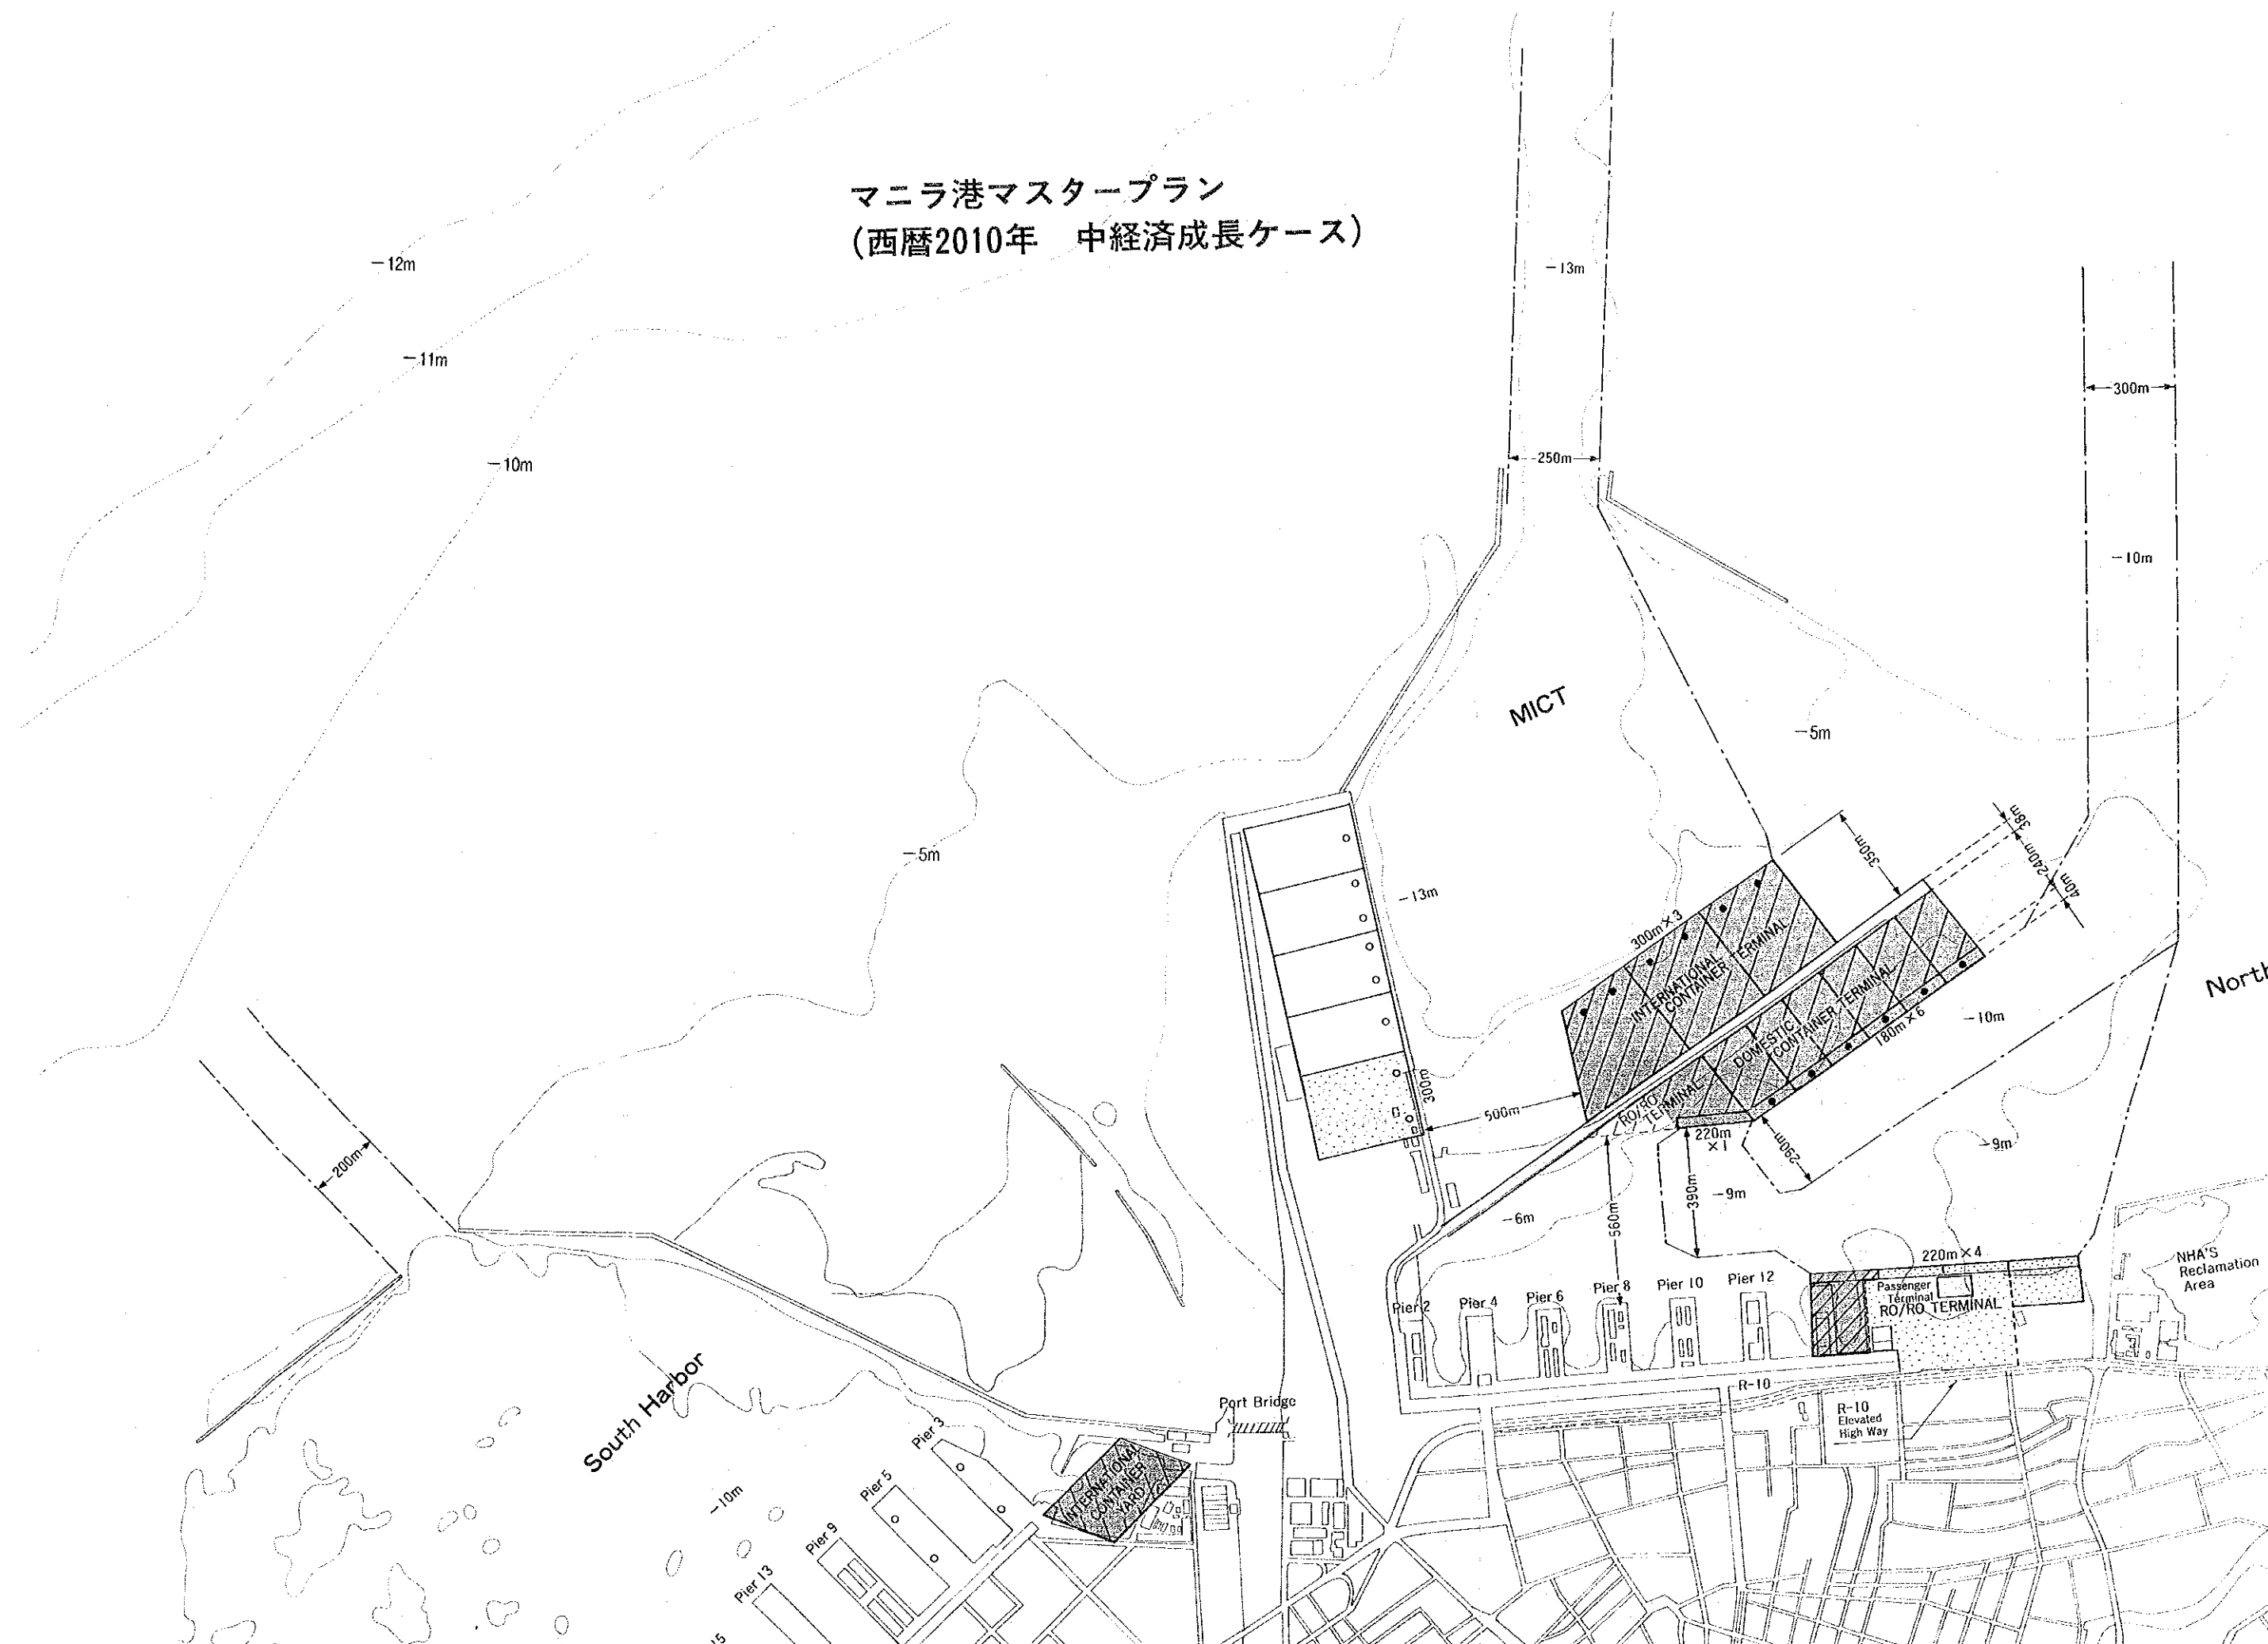 マニラ港マスタープラン
(西暦2010年　中経済成長ケース)
-12m
-11m
-10m
-13m
-300m-
-250m-
-10m
MICT
-5m
-5m
-13m
350m
38m
-240m-
40m
300m×3
INTERNATIONAL
CONTAINER TERMINAL
DOMESTIC
CONTAINER TERMINAL
180m×6
-10m
North
300m
500m
RO/RO
TERMINAL
220m
×1
290m
-9m
390m
-9m
560m
-6m
-200m-
South Harbor
-10m
Pier 2
Pier 4
Pier 6
Pier 8
Pier 10
Pier 12
220m×4
Passenger
Terminal
RO/RO TERMINAL
NHA'S
Reclamation
Area
R-10
R-10
Elevated
High Way
Port Bridge
INTERNATIONAL
CONTAINER
YARD
Pier 3
Pier 5
Pier 9
Pier 13
15